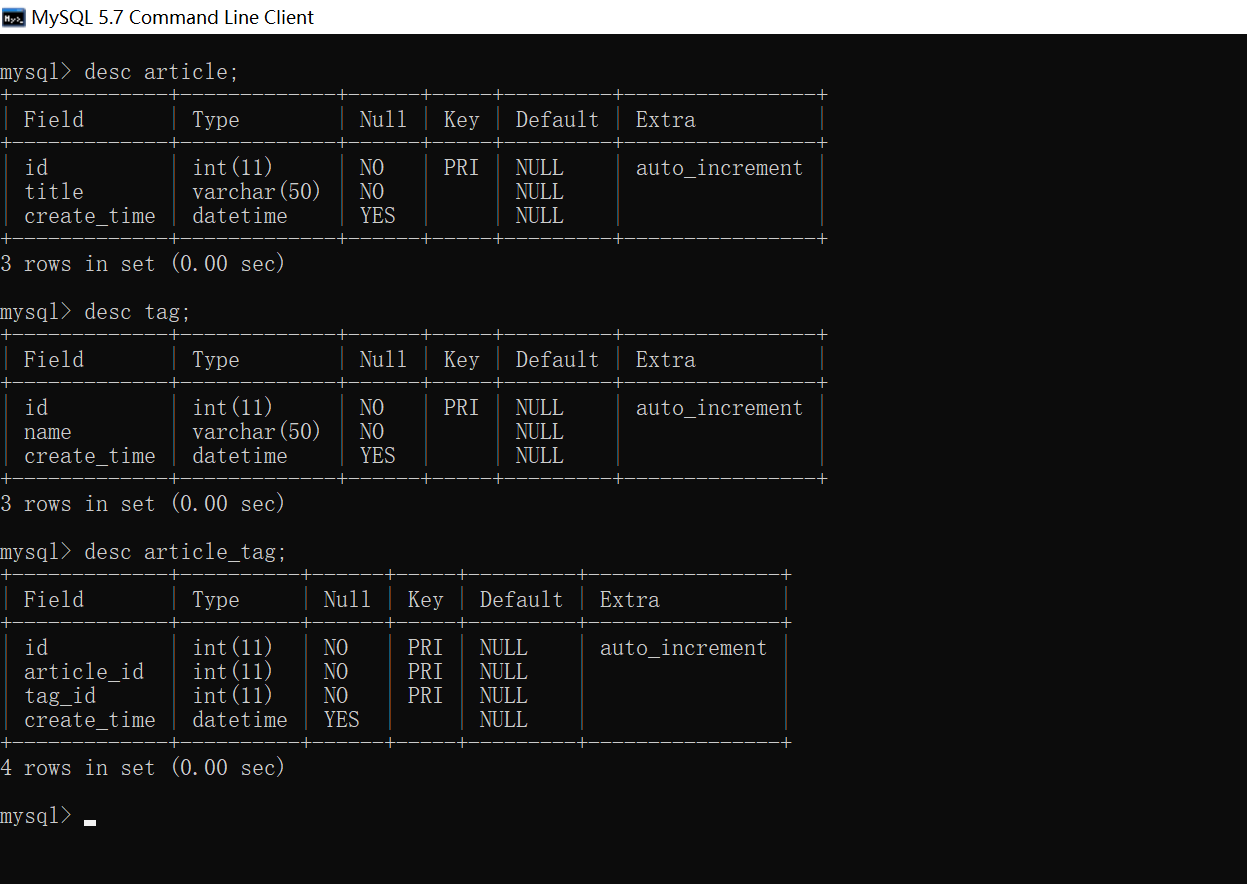 MySQL 5.7 Command Line Client
mysql> desc article;
+-------------+-------------+------+-----+---------+----------------+
| Field       | Type        | Null | Key | Default | Extra          |
+-------------+-------------+------+-----+---------+----------------+
| id          | int(11)     | NO   | PRI | NULL    | auto_increment |
| title       | varchar(50) | NO   |     | NULL    |                |
| create_time | datetime    | YES  |     | NULL    |                |
+-------------+-------------+------+-----+---------+----------------+
3 rows in set (0.00 sec)
mysql> desc tag;
+-------------+-------------+------+-----+---------+----------------+
| Field       | Type        | Null | Key | Default | Extra          |
+-------------+-------------+------+-----+---------+----------------+
| id          | int(11)     | NO   | PRI | NULL    | auto_increment |
| name        | varchar(50) | NO   |     | NULL    |                |
| create_time | datetime    | YES  |     | NULL    |                |
+-------------+-------------+------+-----+---------+----------------+
3 rows in set (0.00 sec)
mysql> desc article_tag;
+-------------+----------+------+-----+---------+----------------+
| Field       | Type     | Null | Key | Default | Extra          |
+-------------+----------+------+-----+---------+----------------+
| id          | int(11)  | NO   | PRI | NULL    | auto_increment |
| article_id  | int(11)  | NO   | PRI | NULL    |                |
| tag_id      | int(11)  | NO   | PRI | NULL    |                |
| create_time | datetime | YES  |     | NULL    |                |
+-------------+----------+------+-----+---------+----------------+
4 rows in set (0.00 sec)
mysql> _